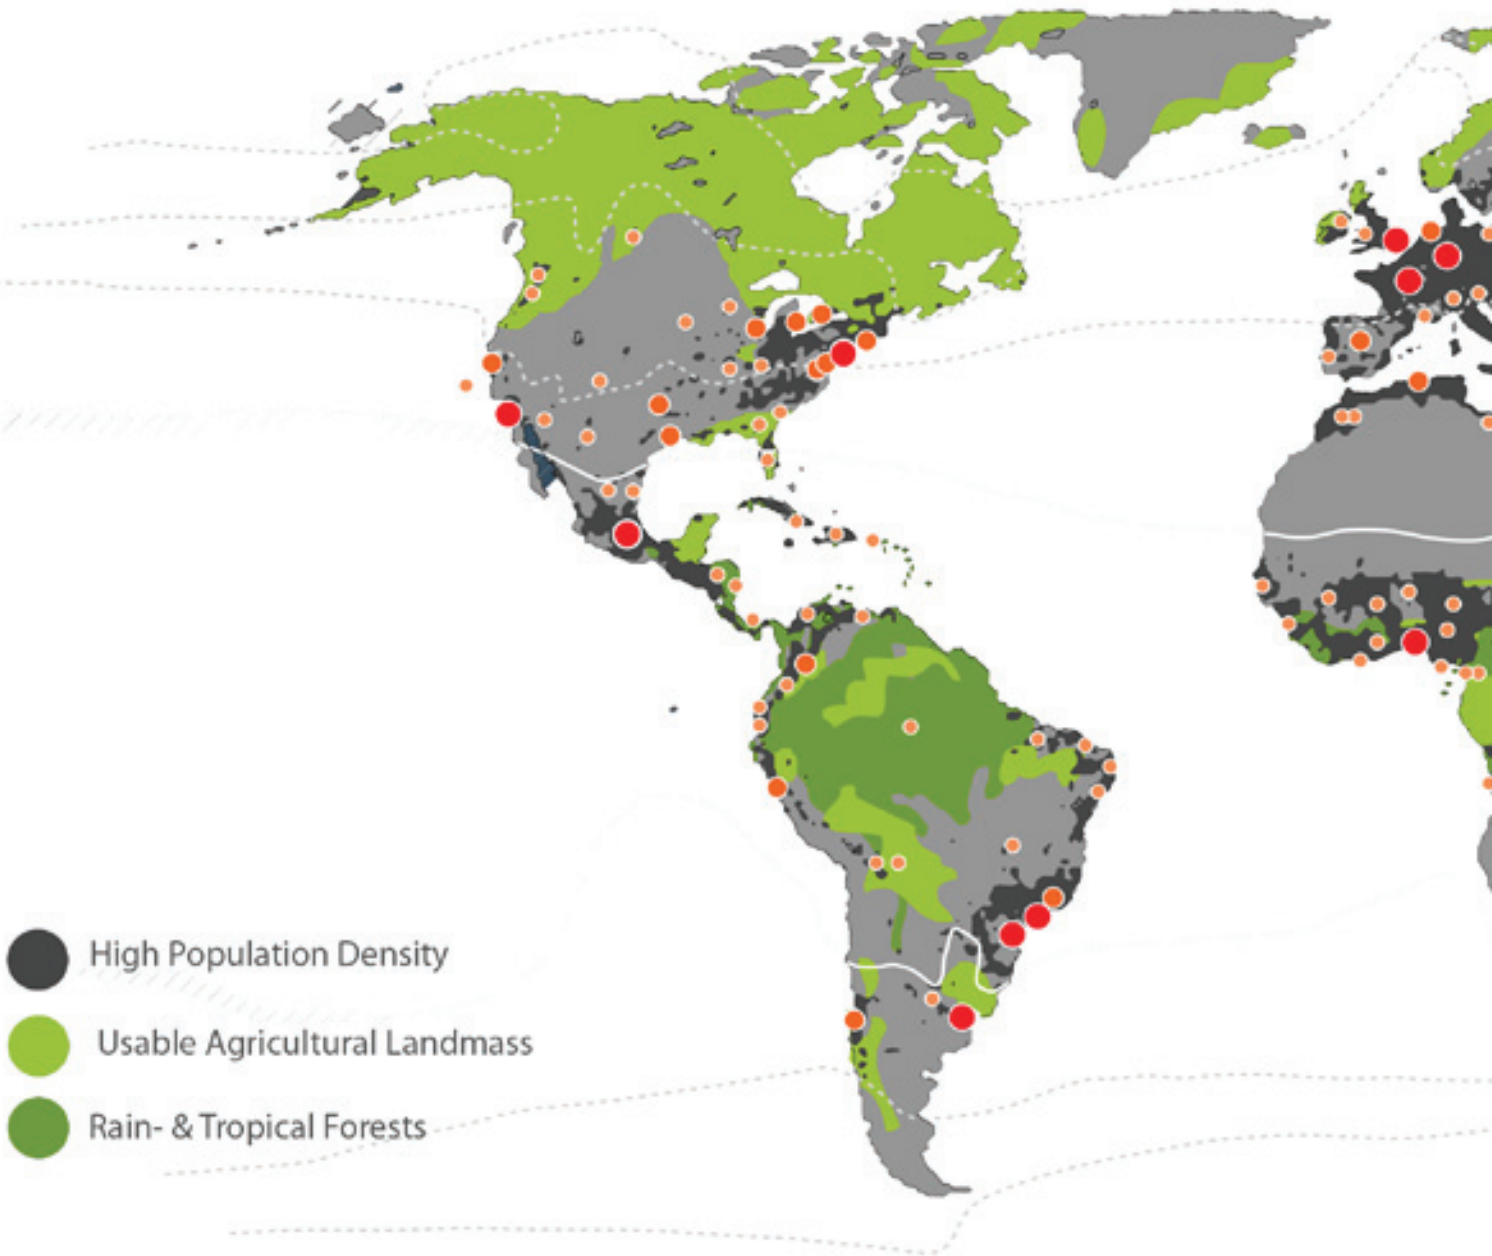 High Population Density
Usable Agricultural Landmass
Rain- & Tropical Forests